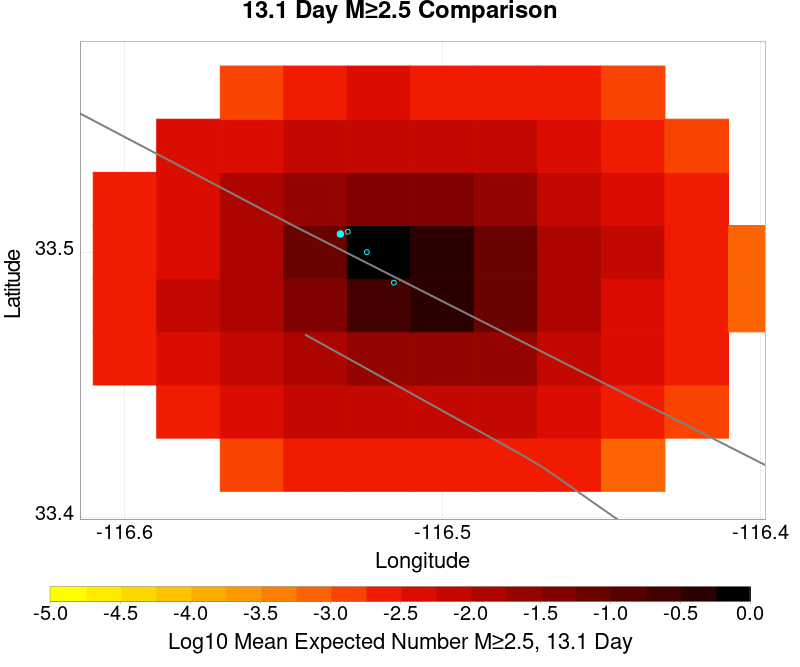 13.1 Day M≥2.5 Comparison
Latitude
33.5
33.4
-116.6 -116.5 -116.4
Longitude
-5.0 -4.5 -4.0 -3.5 -3.0 -2.5 -2.0 -1.5 -1.0 -0.5 0.0
Log10 Mean Expected Number M≥2.5, 13.1 Day